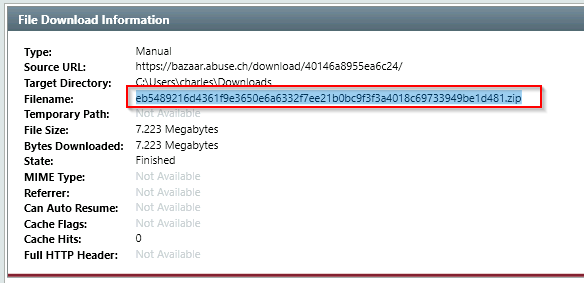 File Download Information
Type: Manual
Source URL: https://bazaar.abuse.ch/download/40146a8955ea6c24/
Target Directory: C:\Users\charles\Downloads
Filename: eb5489216d4361f9e3650e6a6332f7ee21b0bc9f3f3a4018c69733949be1d481.zip
Temporary Path: Not Available
File Size: 7.223 Megabytes
Bytes Downloaded: 7.223 Megabytes
State: Finished
MIME Type: Not Available
Referrer: Not Available
Can Auto Resume: Not Available
Cache Flags: Not Available
Cache Hits: 0
Full HTTP Header: Not Available